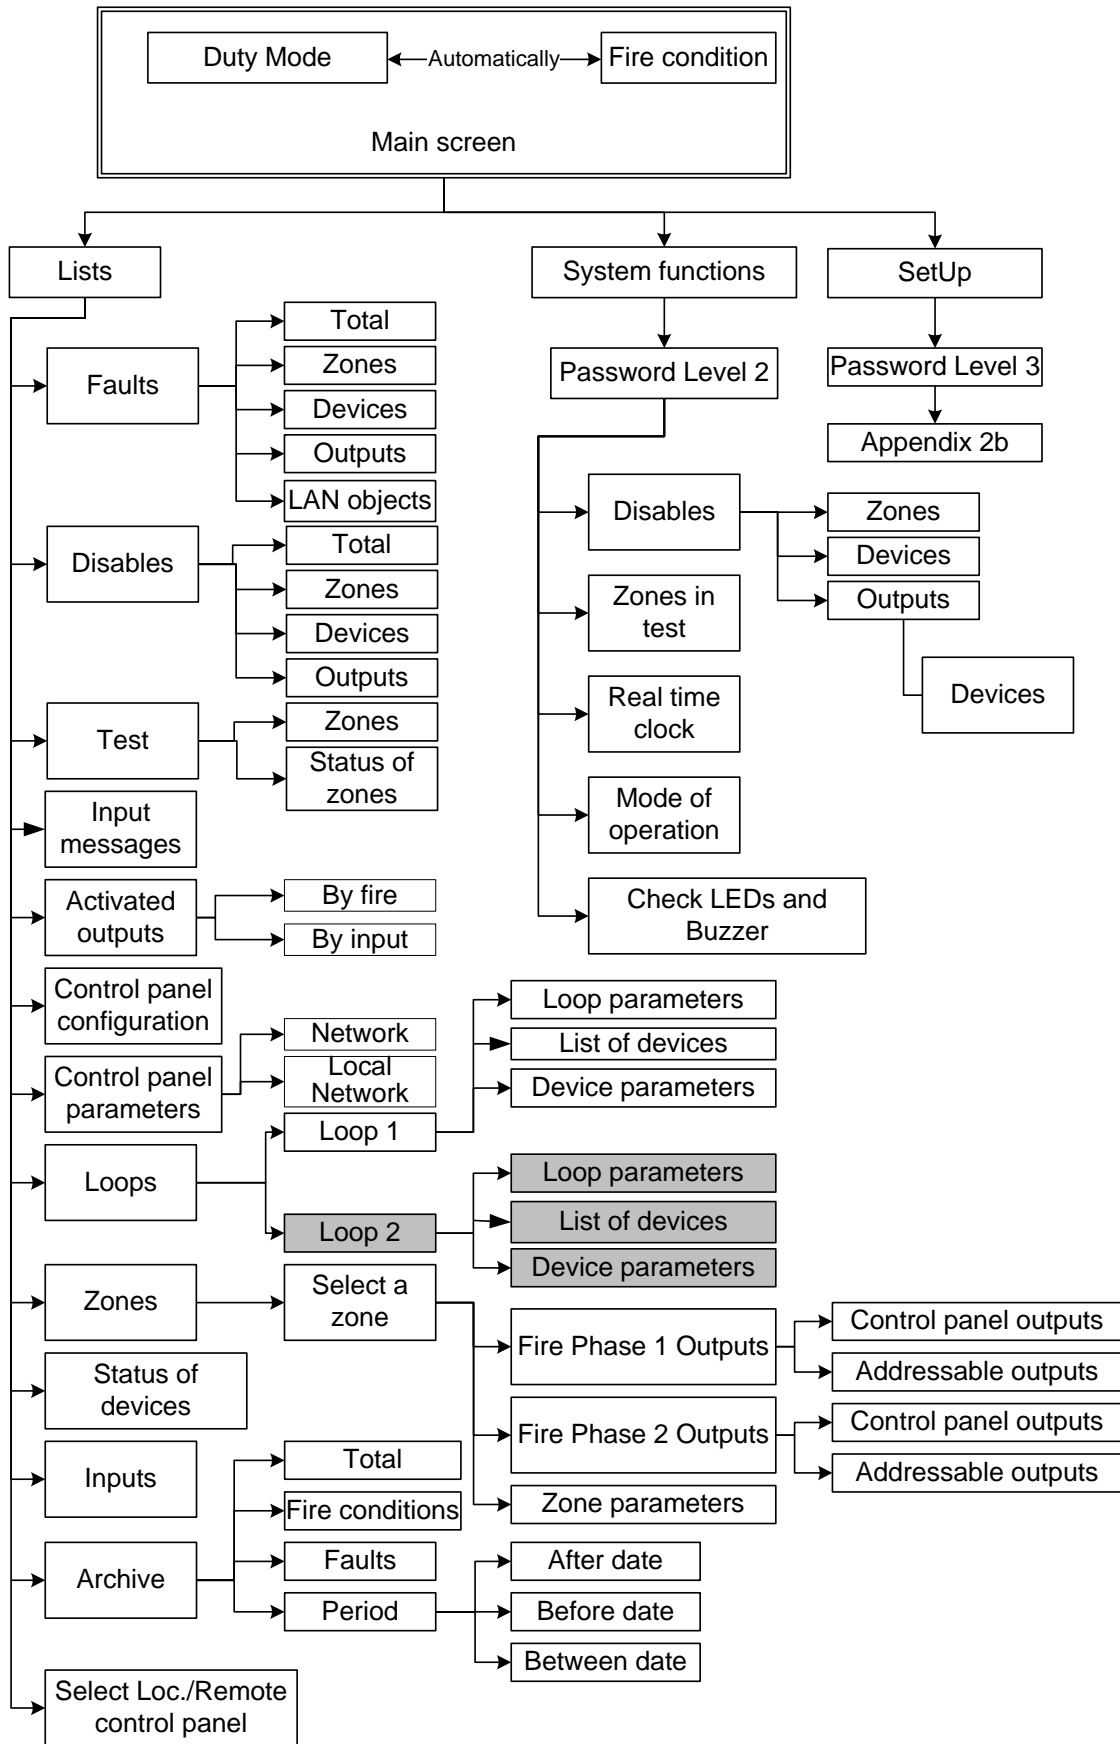 Duty Mode
Automatically
Fire condition
Main screen
Lists
System functions
SetUp
Faults
Total
Zones
Devices
Outputs
LAN objects
Disables
Total
Zones
Devices
Outputs
Test
Zones
Status of
zones
Input
messages
Activated
outputs
By fire
By input
Control panel
configuration
Control panel
parameters
Network
Local
Network
Loops
Loop 1
Loop parameters
List of devices
Device parameters
Loop 2
Loop parameters
List of devices
Device parameters
Zones
Select a
zone
Fire Phase 1 Outputs
Control panel outputs
Addressable outputs
Fire Phase 2 Outputs
Control panel outputs
Addressable outputs
Zone parameters
Status of
devices
Inputs
Archive
Total
Fire conditions
Faults
Period
After date
Before date
Between date
Select Loc./Remote
control panel
Password Level 2
Disables
Zones
Devices
Outputs
Devices
Zones in
test
Real time
clock
Mode of
operation
Check LEDs and
Buzzer
Password Level 3
Appendix 2b